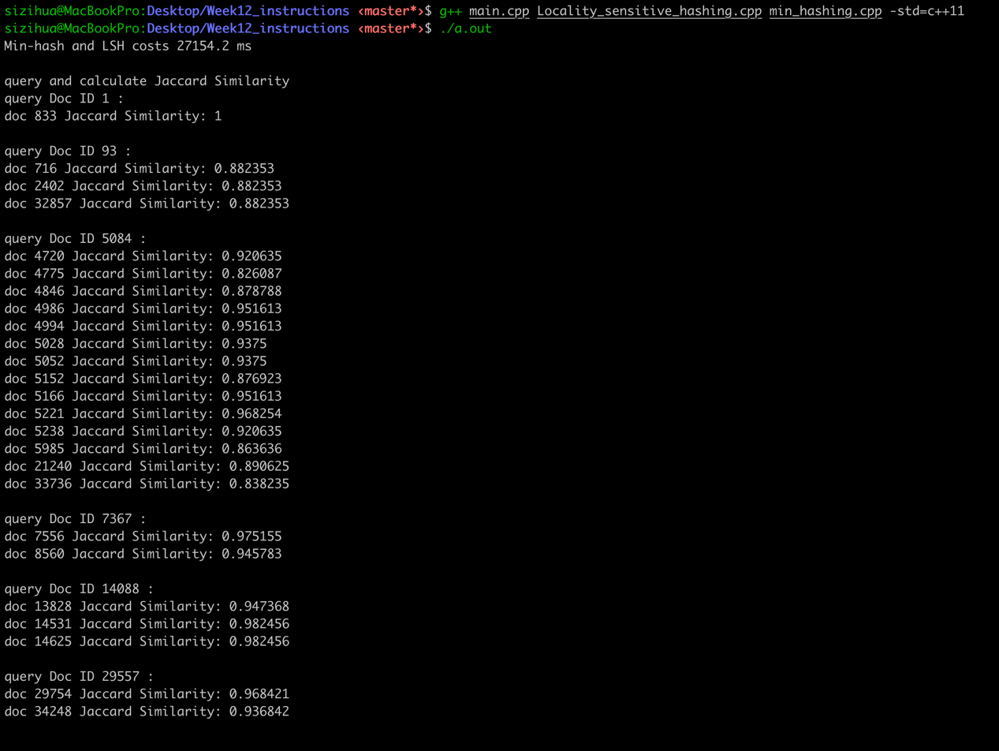 sizihua@MacBookPro:Desktop/Week12_instructions ‹master*›$ g++ main.cpp Locality_sensitive_hashing.cpp min_hashing.cpp -std=c++11
sizihua@MacBookPro:Desktop/Week12_instructions ‹master*›$ ./a.out
Min-hash and LSH costs 27154.2 ms
query and calculate Jaccard Similarity
query Doc ID 1 :
doc 833 Jaccard Similarity: 1
query Doc ID 93 :
doc 716 Jaccard Similarity: 0.882353
doc 2402 Jaccard Similarity: 0.882353
doc 32857 Jaccard Similarity: 0.882353
query Doc ID 5084 :
doc 4720 Jaccard Similarity: 0.920635
doc 4775 Jaccard Similarity: 0.826087
doc 4846 Jaccard Similarity: 0.878788
doc 4986 Jaccard Similarity: 0.951613
doc 4994 Jaccard Similarity: 0.951613
doc 5028 Jaccard Similarity: 0.9375
doc 5052 Jaccard Similarity: 0.9375
doc 5152 Jaccard Similarity: 0.876923
doc 5166 Jaccard Similarity: 0.951613
doc 5221 Jaccard Similarity: 0.968254
doc 5238 Jaccard Similarity: 0.920635
doc 5985 Jaccard Similarity: 0.863636
doc 21240 Jaccard Similarity: 0.890625
doc 33736 Jaccard Similarity: 0.838235
query Doc ID 7367 :
doc 7556 Jaccard Similarity: 0.975155
doc 8560 Jaccard Similarity: 0.945783
query Doc ID 14088 :
doc 13828 Jaccard Similarity: 0.947368
doc 14531 Jaccard Similarity: 0.982456
doc 14625 Jaccard Similarity: 0.982456
query Doc ID 29557 :
doc 29754 Jaccard Similarity: 0.968421
doc 34248 Jaccard Similarity: 0.936842